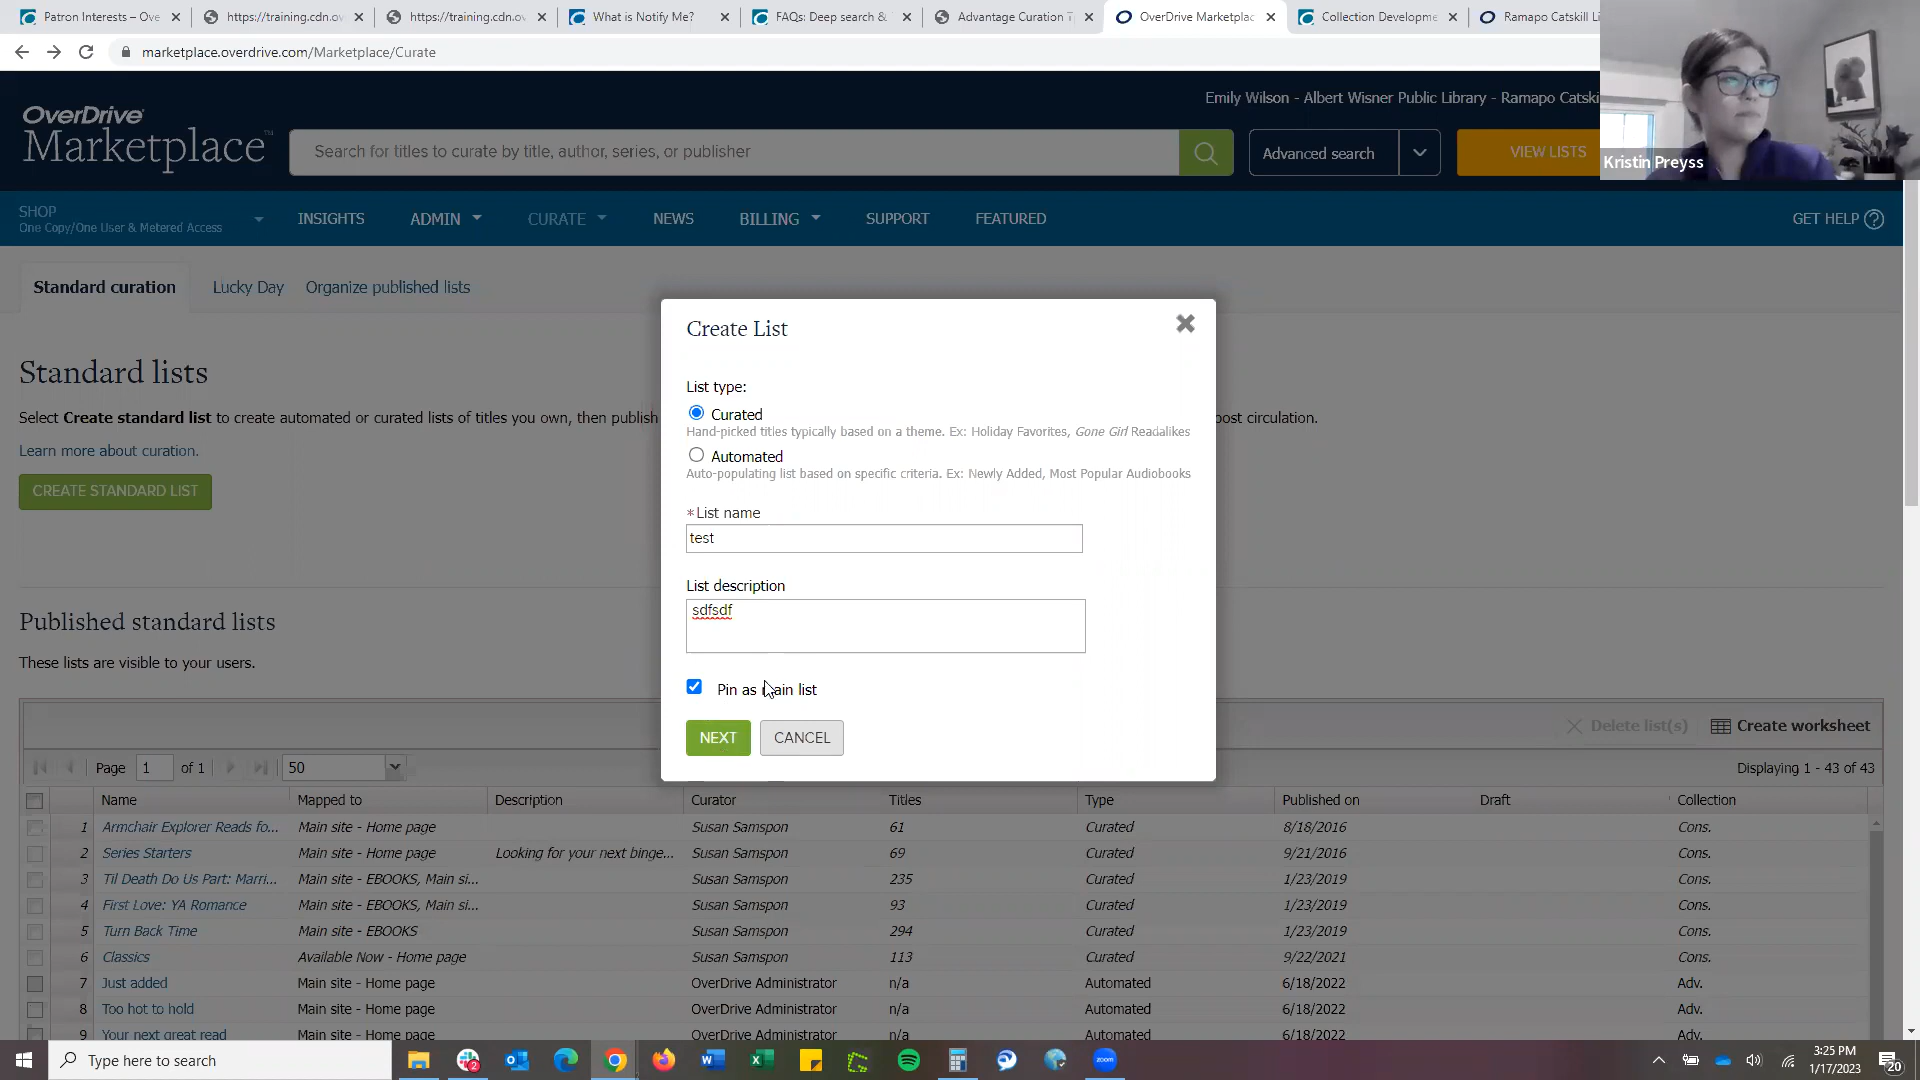 Patron Interests – Ove
https://training.cdn.ov
https://training.cdn.ov
What is Notify Me?
FAQs: Deep search &
Advantage Curation T
OverDrive Marketplac
Collection Developme
Ramapo Catskill Li
marketplace.overdrive.com/Marketplace/Curate
Emily Wilson - Albert Wisner Public Library - Ramapo Catski
OverDrive
Marketplace™
Search for titles to curate by title, author, series, or publisher
Advanced search
VIEW LISTS
Kristin Preyss
SHOP
One Copy/One User & Metered Access
INSIGHTS
ADMIN
CURATE
NEWS
BILLING
SUPPORT
FEATURED
GET HELP
Standard curation
Lucky Day
Organize published lists
Standard lists
Select Create standard list to create automated or curated lists of titles you own, then publish
ost circulation.
Learn more about curation.
CREATE STANDARD LIST
Create List
List type:
Curated
Hand-picked titles typically based on a theme. Ex: Holiday Favorites, Gone Girl Readalikes
Automated
Auto-populating list based on specific criteria. Ex: Newly Added, Most Popular Audiobooks
*List name
test
List description
sdfsdf
Pin as main list
NEXT
CANCEL
Published standard lists
These lists are visible to your users.
Delete list(s)
Create worksheet
Page 1 of 1
50
Displaying 1 - 43 of 43
Name Mapped to Description Curator Titles Type Published on Draft Collection
1 Armchair Explorer Reads fo... Main site - Home page Susan Samspon 61 Curated 8/18/2016 Cons.
2 Series Starters Main site - Home page Looking for your next binge... Susan Samspon 69 Curated 9/21/2016 Cons.
3 Til Death Do Us Part: Marri... Main site - EBOOKS, Main si... Susan Samspon 235 Curated 1/23/2019 Cons.
4 First Love: YA Romance Main site - EBOOKS, Main si... Susan Samspon 93 Curated 1/23/2019 Cons.
5 Turn Back Time Main site - EBOOKS Susan Samspon 294 Curated 1/23/2019 Cons.
6 Classics Available Now - Home page Susan Samspon 113 Curated 9/22/2021 Cons.
7 Just added Main site - Home page OverDrive Administrator n/a Automated 6/18/2022 Adv.
8 Too hot to hold Main site - Home page OverDrive Administrator n/a Automated 6/18/2022 Adv.
9 Your next great read Main site - Home page OverDrive Administrator n/a Automated 6/18/2022 Adv.
Type here to search
2
zoom
3:25 PM
1/17/2023
20